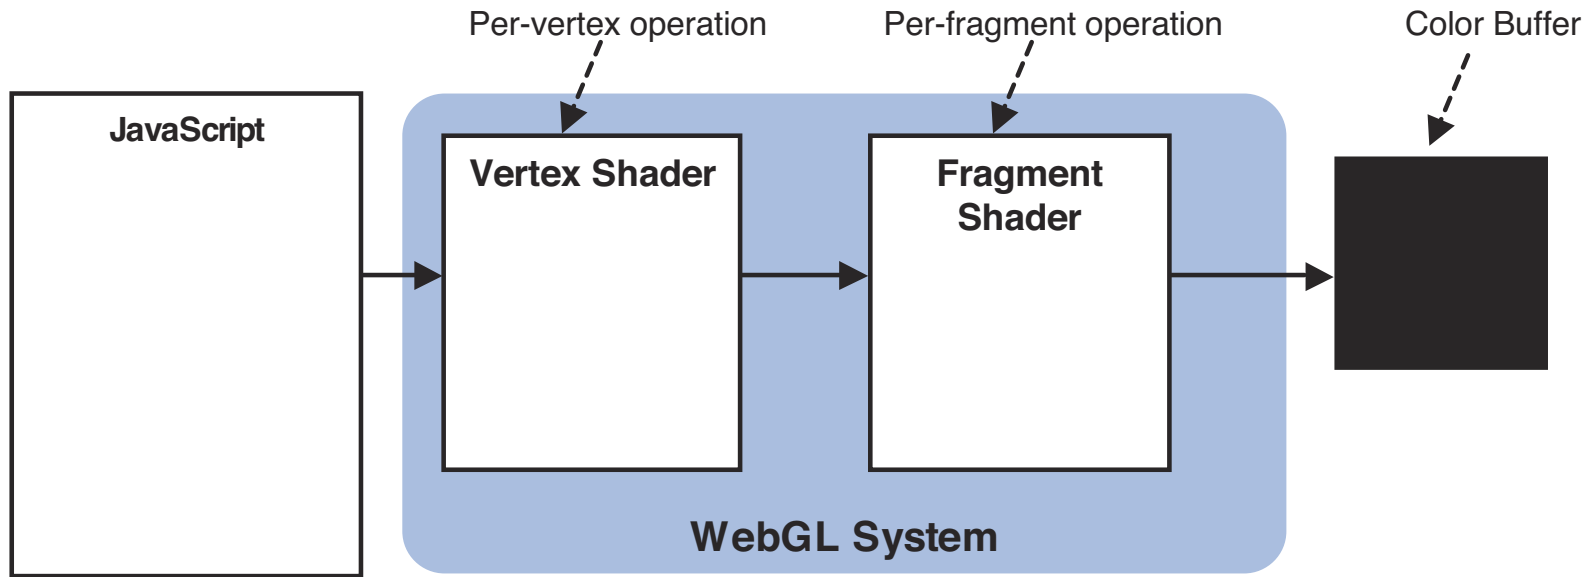 Per-vertex operation
Per-fragment operation
Color Buffer
JavaScript
Vertex Shader
Fragment
Shader
WebGL System